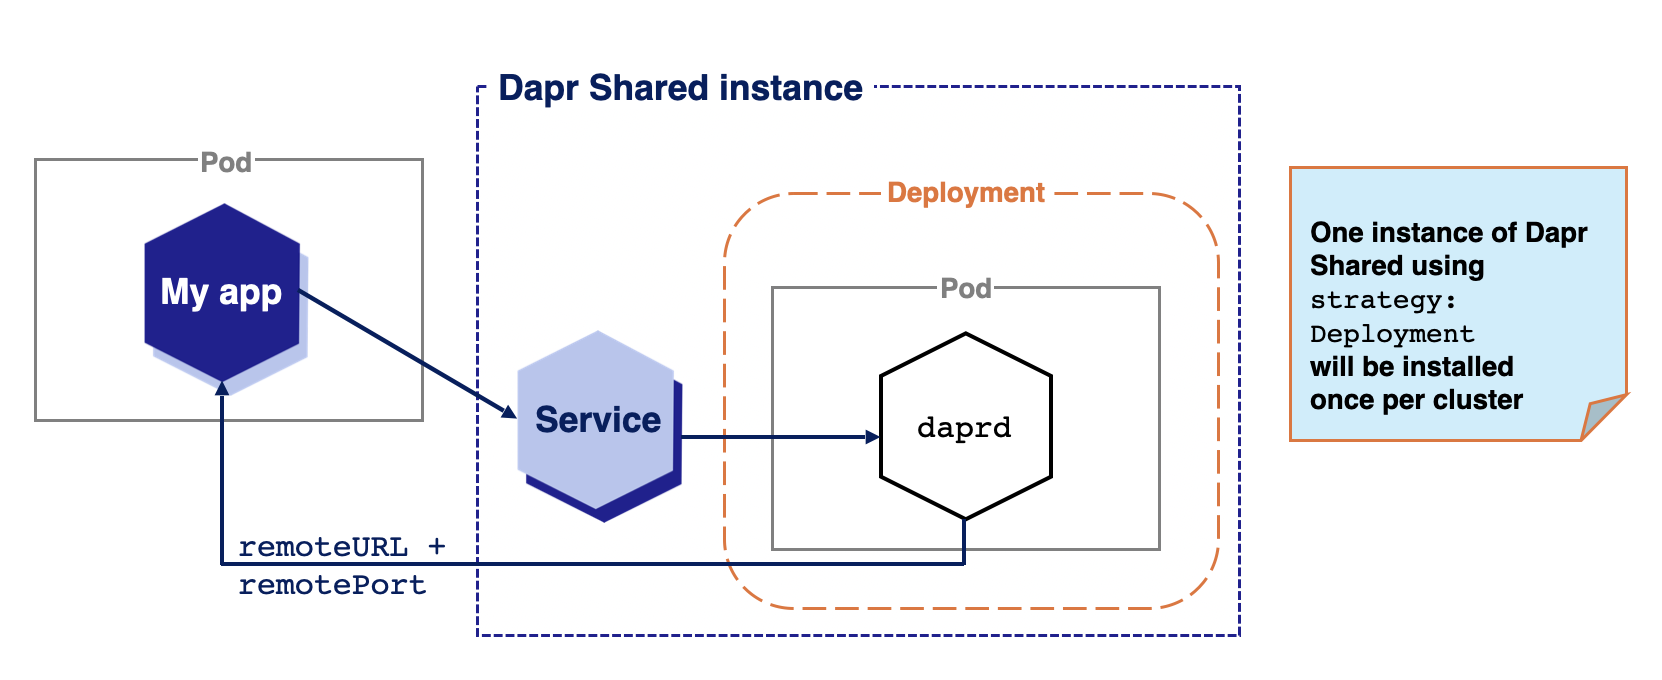 Dapr Shared instance
Pod
My app
Service
Deployment
Pod
daprd
remoteURL +
remotePort
One instance of Dapr
Shared using
strategy:
Deployment
will be installed
once per cluster